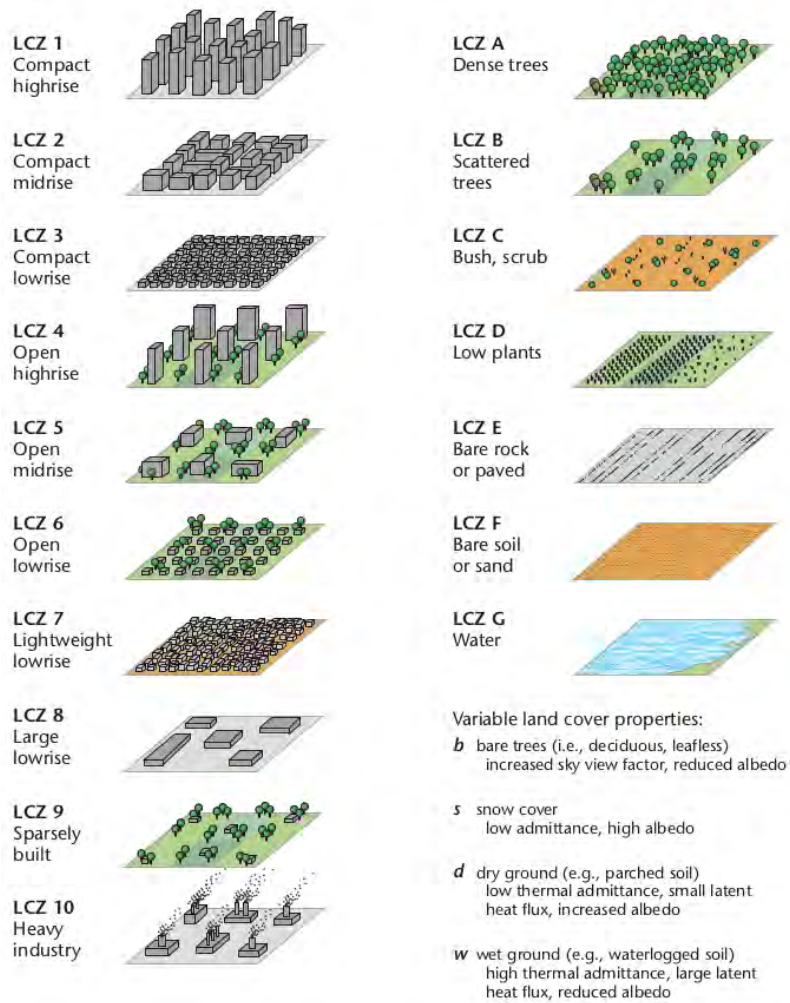 LCZ 1
Compact
highrise
LCZ 2
Compact
midrise
LCZ 3
Compact
lowrise
LCZ 4
Open
highrise
LCZ 5
Open
midrise
LCZ 6
Open
lowrise
LCZ 7
Lightweight
lowrise
LCZ 8
Large
lowrise
LCZ 9
Sparsely
built
LCZ 10
Heavy
industry
LCZ A
Dense trees
LCZ B
Scattered
trees
LCZ C
Bush, scrub
LCZ D
Low plants
LCZ E
Bare rock
or paved
LCZ F
Bare soil
or sand
LCZ G
Water
Variable land cover properties:
b bare trees (i.e., deciduous, leafless)
increased sky view factor, reduced albedo
s snow cover
low admittance, high albedo
d dry ground (e.g., parched soil)
low thermal admittance, small latent
heat flux, increased albedo
w wet ground (e.g., waterlogged soil)
high thermal admittance, large latent
heat flux, reduced albedo